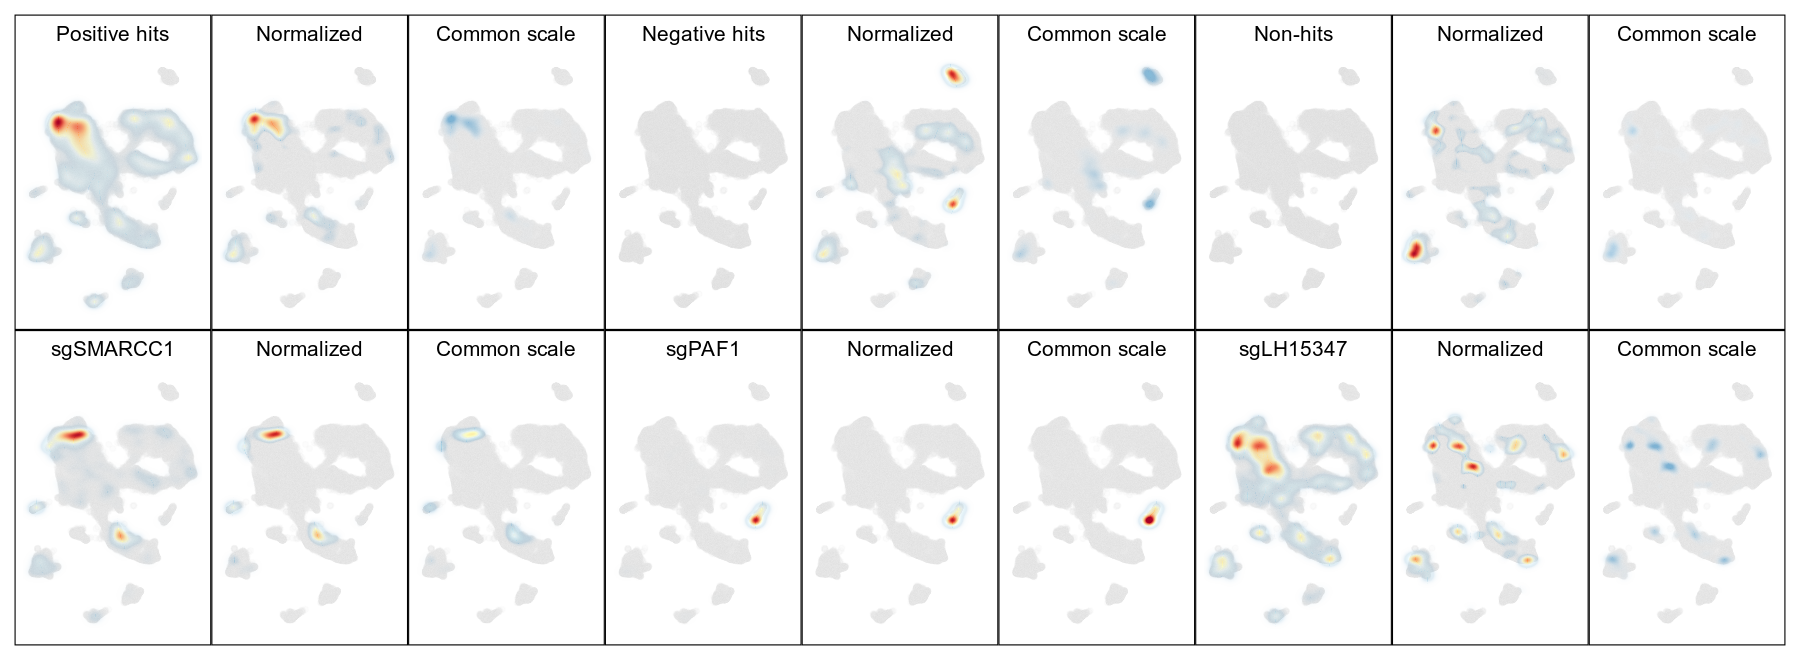 Positive hits
Normalized
Common scale
Negative hits
Normalized
Common scale
Non-hits
Normalized
Common scale
sgSMARCC1
Normalized
Common scale
sgPAF1
Normalized
Common scale
sgLH15347
Normalized
Common scale